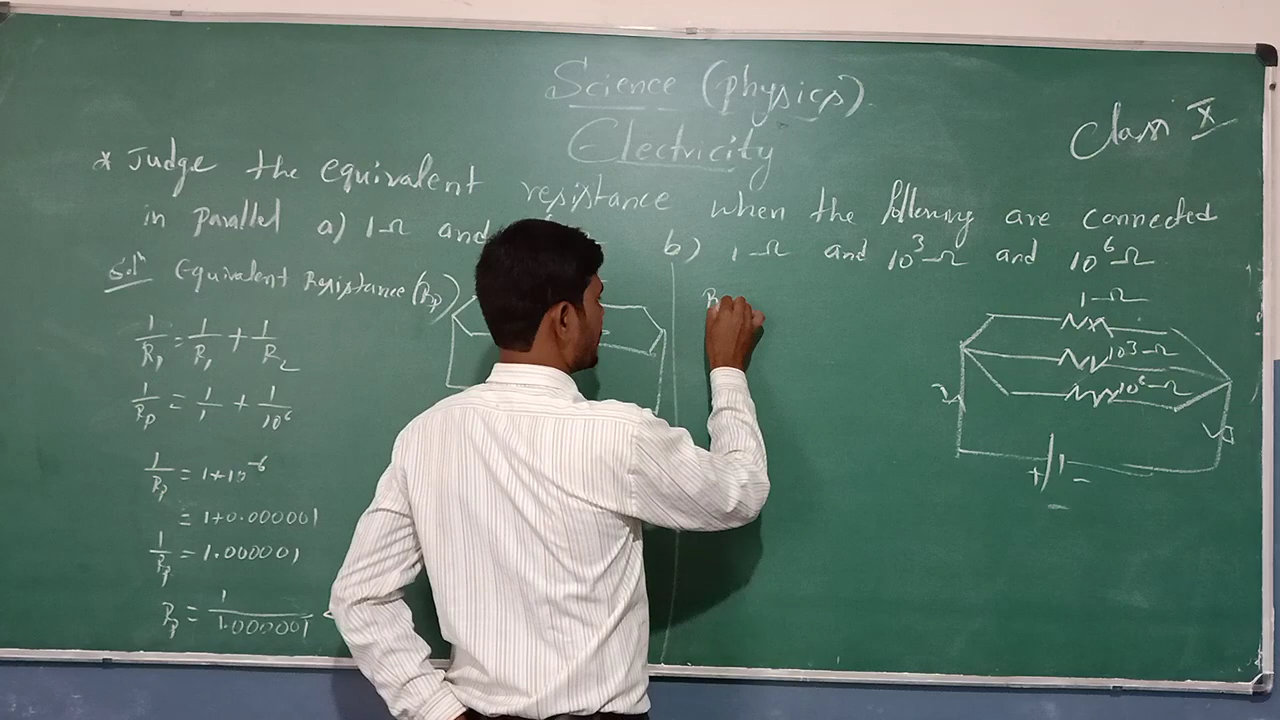 Science (physics)
Electricity
Class X
* Judge the equivalent resistance when the following are connected
in parallel a) 1Ω and b) 1Ω and 10³Ω and 10⁶Ω
Solⁿ Equivalent Resistance (Rp)
1/Rp = 1/R₁ + 1/R₂
1/Rp = 1/1 + 1/10⁶
1/Rp = 1+10⁻⁶
= 1+0.000001
1/Rp = 1.000001
Rp = 1/1.000001 <
R
1Ω
10³Ω
10⁶Ω
+ -